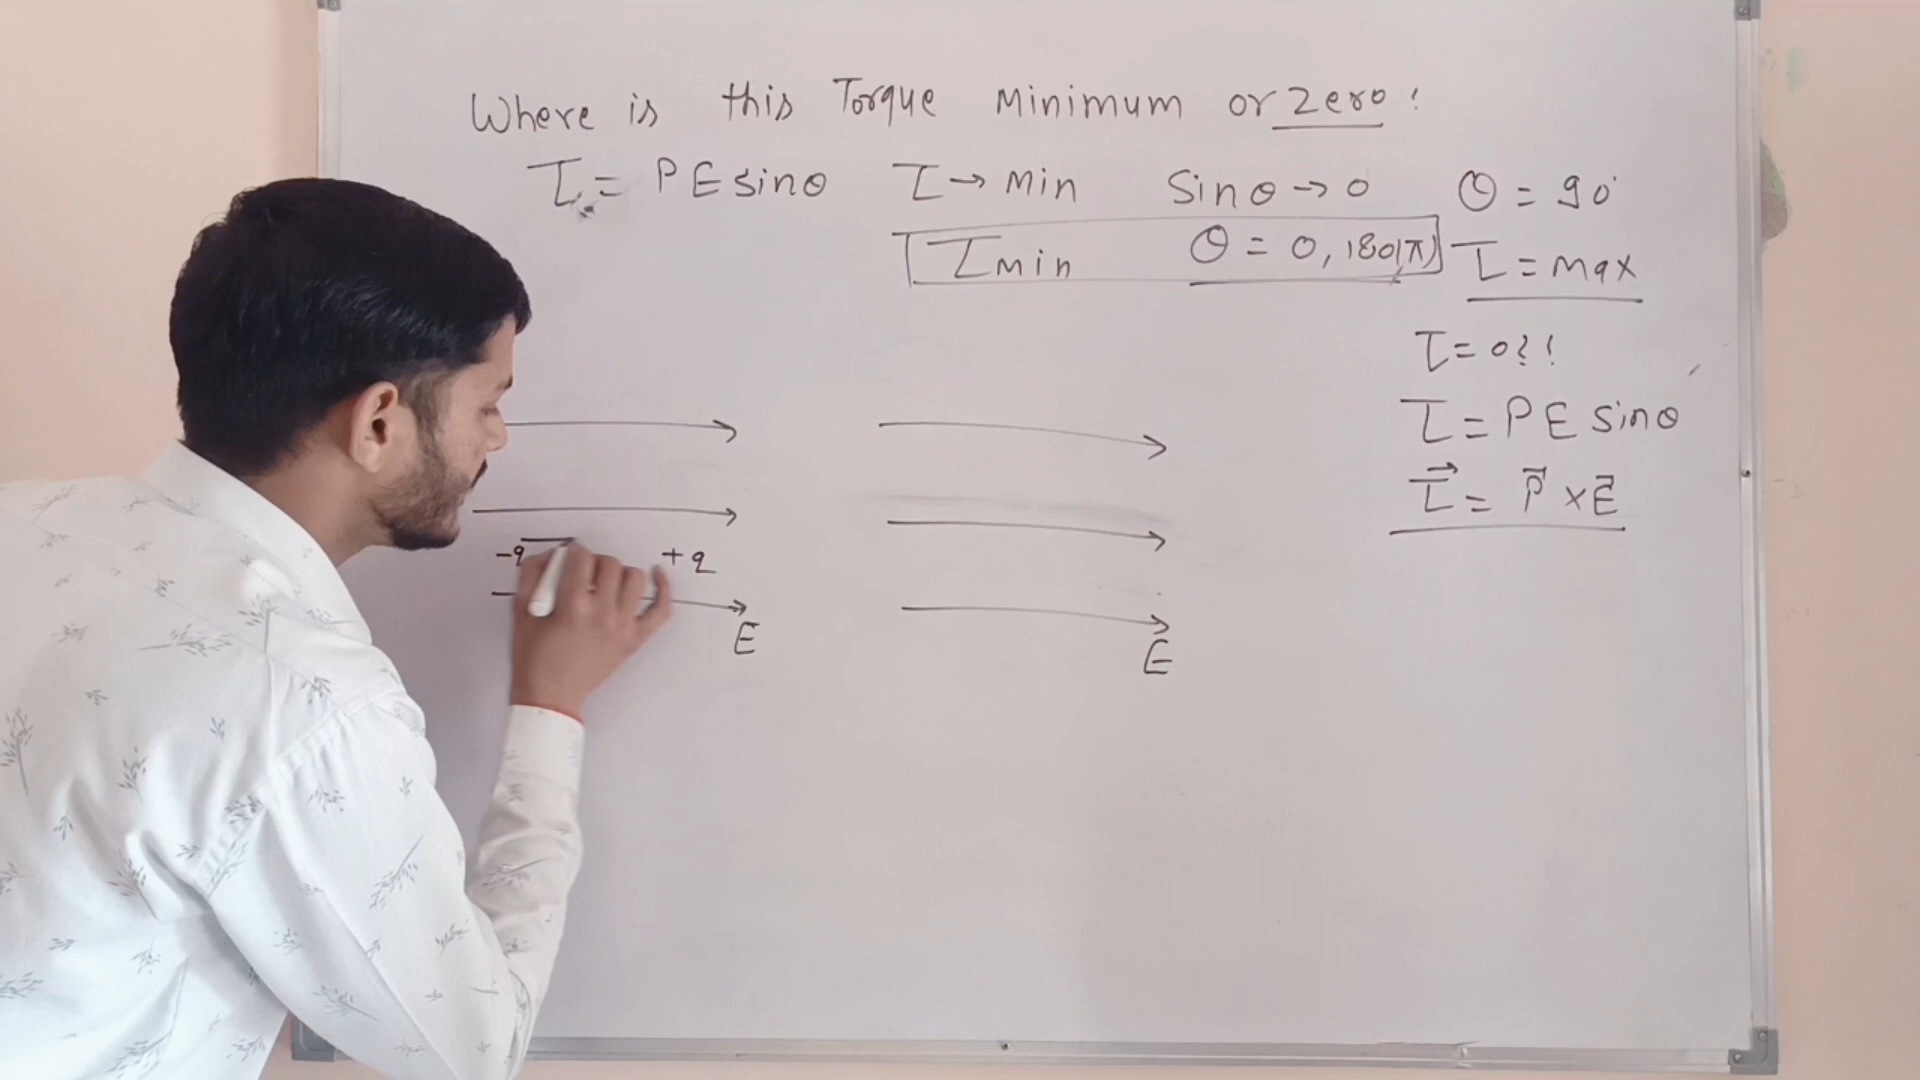 Where is this Torque Minimum or Zero?
τ = PE sinθ τ → Min Sinθ → 0 θ = 90°
τ Min θ = 0, 180(π) τ = Max
τ = 0??
τ = PE sinθ
τ⃗ = P⃗ × E⃗
-q +q
E E